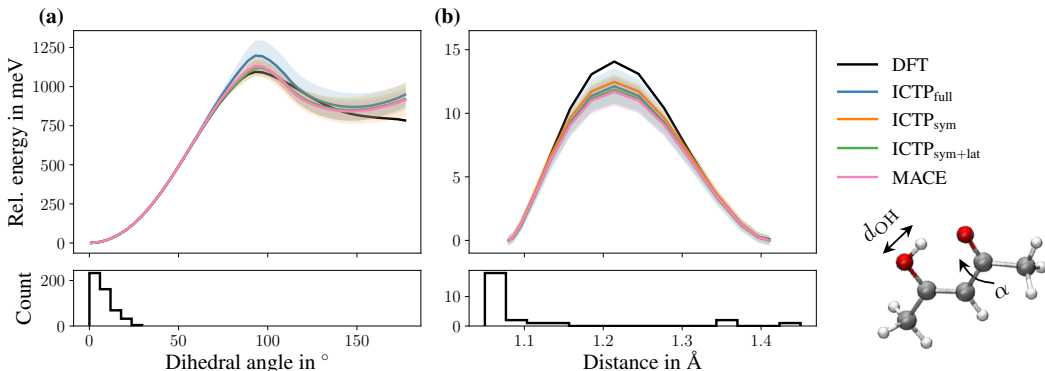 (a)
(b)
Rel. energy in meV
1250
1000
750
500
250
0
15
10
5
0
DFT
ICTP_full
ICTP_sym
ICTP_sym+lat
MACE
d_OH
α
Count
200
0
10
0
0
50
100
150
1.1
1.2
1.3
1.4
Dihedral angle in °
Distance in Å